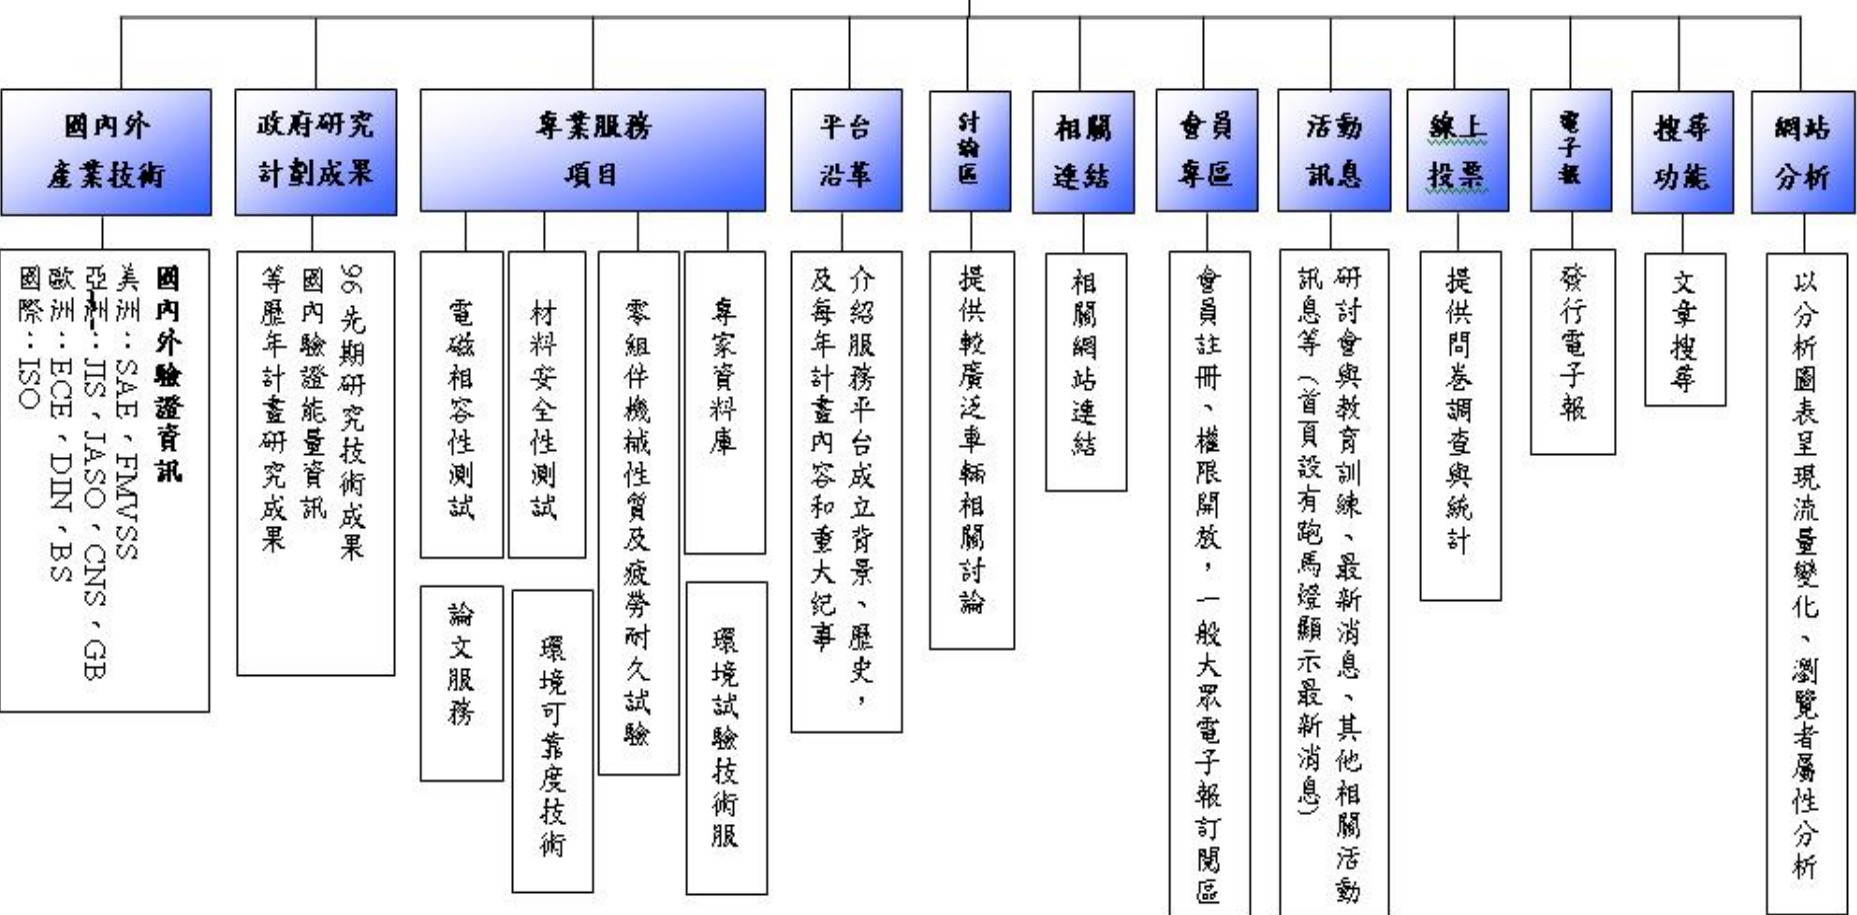 國內外
產業技術
政府研究
計劃成果
專業服務
項目
平台
沿革
討論區
相關
連結
會員
專區
活動
訊息
線上
投票
電子報
搜尋
功能
網站
分析
國內外驗證資訊
美洲：SAE、FMVSS
亞洲：JIS、JASO、CNS、GB
歐洲：ECE、DIN、BS
國際：ISO
96先期研究技術成果
國內驗證能量資訊
等歷年計畫研究成果
電磁相容性測試
材料安全性測試
零組件機械性質及疲勞耐久試驗
專家資料庫
論文服務
環境可靠度技術
環境試驗技術服
介紹服務平台成立背景、歷史，
及每年計畫內容和重大紀事
提供較廣泛車輛相關討論
相關網站連結
會員註冊、權限開放，一般大眾電子報訂閱區
研討會與教育訓練、最新消息、其他相關活動
訊息等（首頁設有跑馬燈顯示最新消息）
提供問卷調查與統計
發行電子報
文章搜尋
以分析圖表呈現流量變化、瀏覽者屬性分析